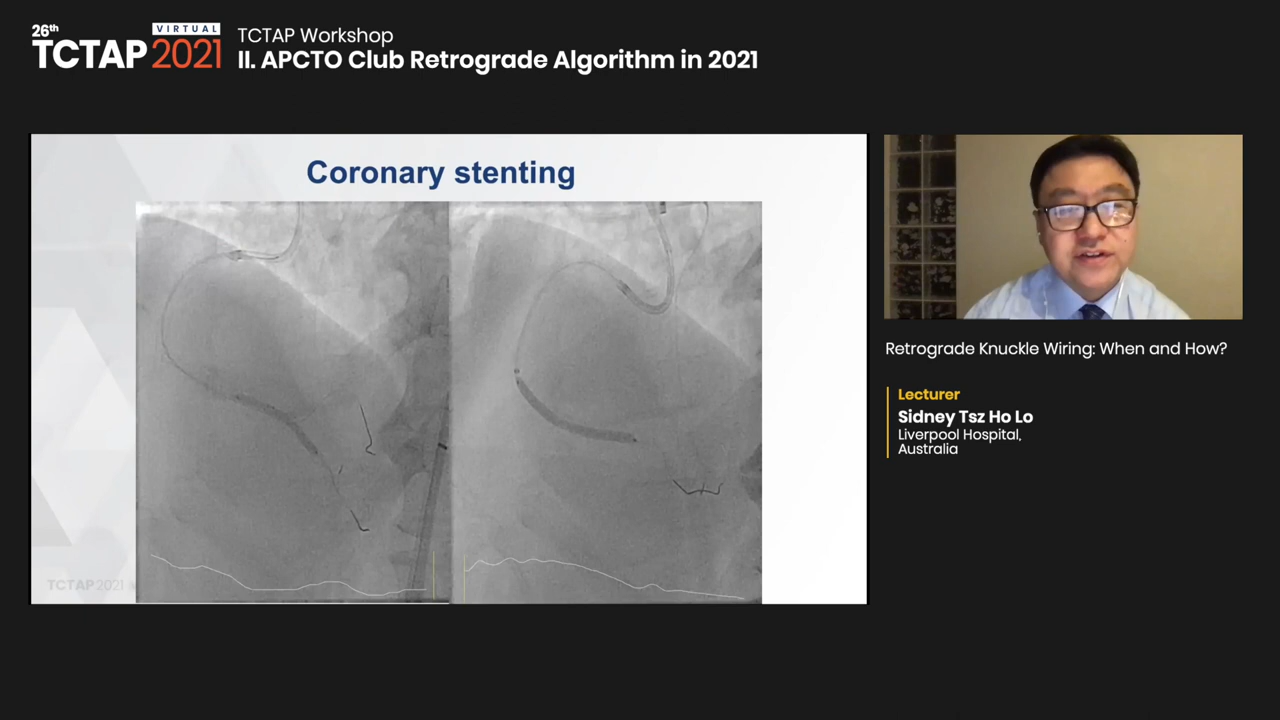 26th
VIRTUAL
TCTAP 2021
TCTAP Workshop
II. APCTO Club Retrograde Algorithm in 2021
Coronary stenting
TCTAP 2021
Retrograde Knuckle Wiring: When and How?
Lecturer
Sidney Tsz Ho Lo
Liverpool Hospital,
Australia